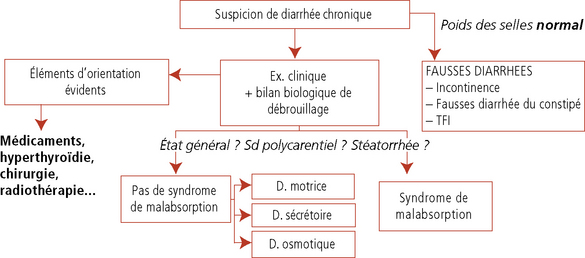 Suspicion de diarrhée chronique
Poids des selles normal
Éléments d'orientation
évidents
Ex. clinique
+ bilan biologique de
débrouillage
FAUSSES DIARRHEES
– Incontinence
– Fausses diarrhée du constipé
– TFI
Médicaments,
hyperthyroïdie,
chirurgie,
radiothérapie...
État général ? Sd polycarentiel ? Stéatorrhée ?
Pas de syndrome
de malabsorption
D. motrice
D. sécrétoire
D. osmotique
Syndrome de
malabsorption